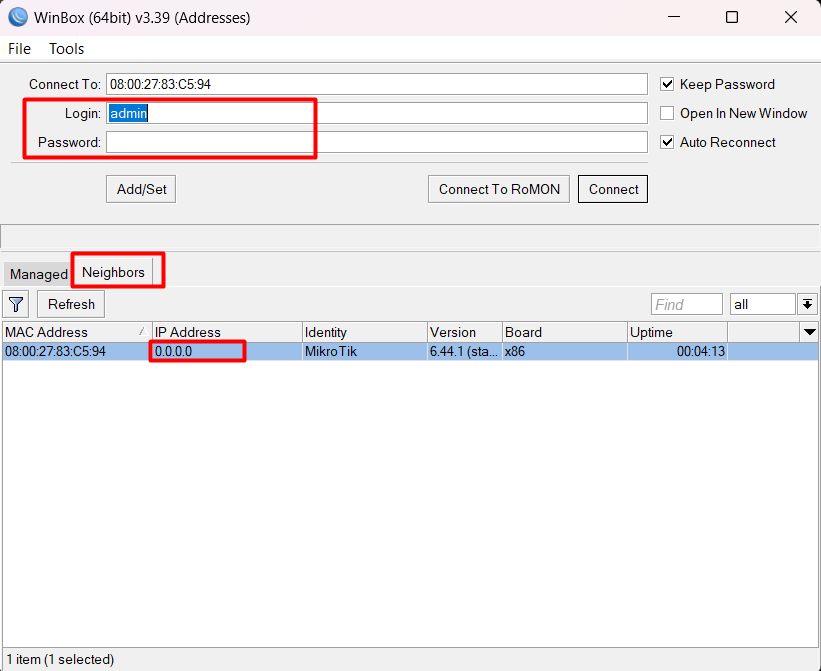 WinBox (64bit) v3.39 (Addresses)
File Tools
Connect To: 08:00:27:83:C5:94
Keep Password
Login: admin
Open In New Window
Password:
Auto Reconnect
Add/Set Connect To RoMON Connect
Managed Neighbors
Refresh Find all
MAC Address IP Address Identity Version Board Uptime
08:00:27:83:C5:94 0.0.0.0 MikroTik 6.44.1 (sta... x86 00:04:13
1 item (1 selected)